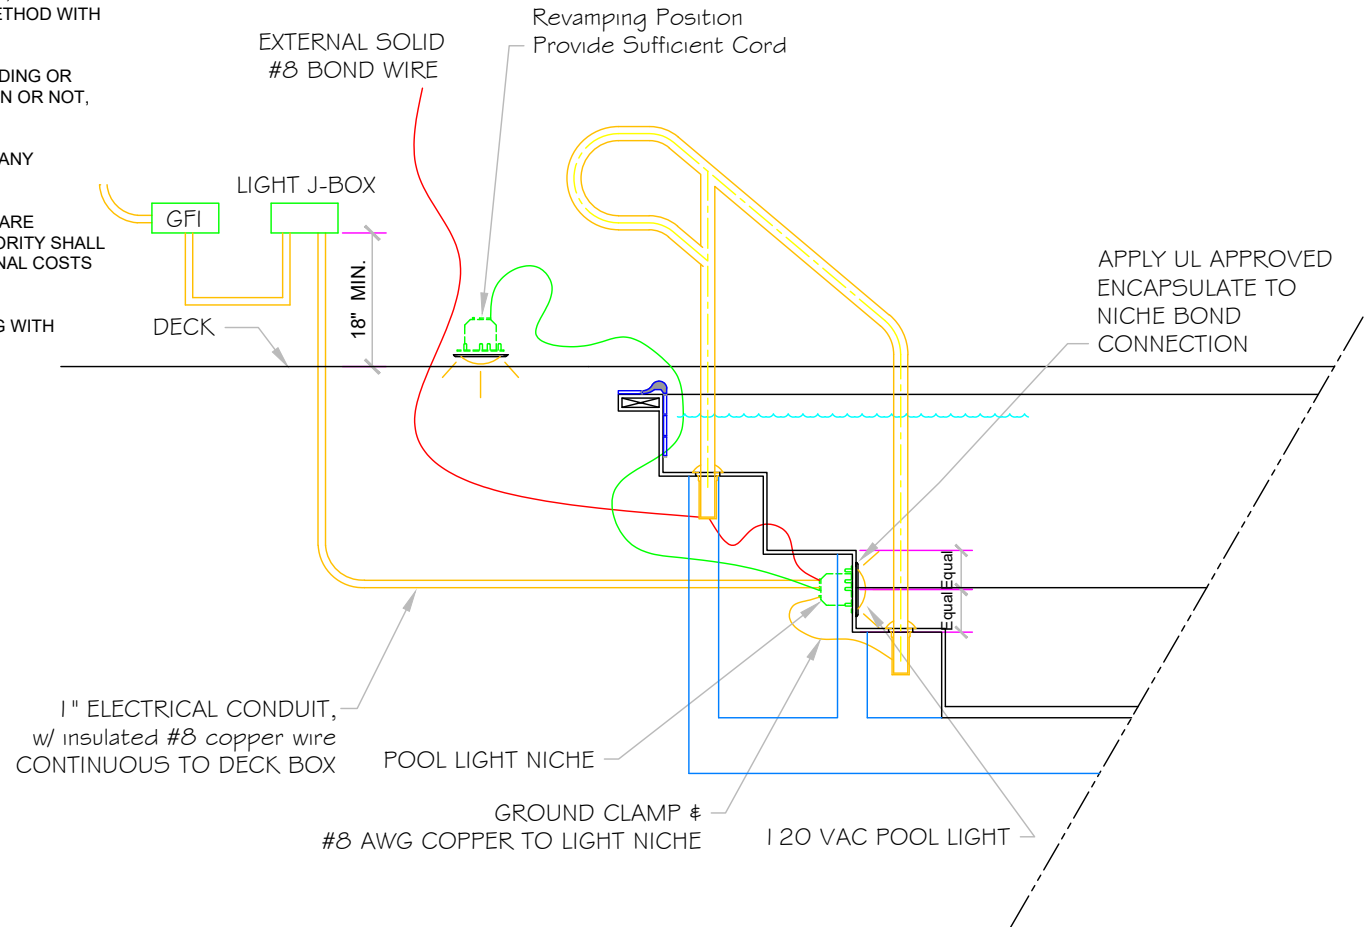 ETHOD WITH
DING OR
N OR NOT,
ANY
ARE
ORITY SHALL
NAL COSTS
G WITH
EXTERNAL SOLID
#8 BOND WIRE
Revamping Position
Provide Sufficient Cord
LIGHT J-BOX
GFI
18" MIN.
DECK
APPLY UL APPROVED
ENCAPSULATE TO
NICHE BOND
CONNECTION
Equal
Equal
1" ELECTRICAL CONDUIT,
w/ insulated #8 copper wire
CONTINUOUS TO DECK BOX
POOL LIGHT NICHE
GROUND CLAMP &
#8 AWG COPPER TO LIGHT NICHE
120 VAC POOL LIGHT